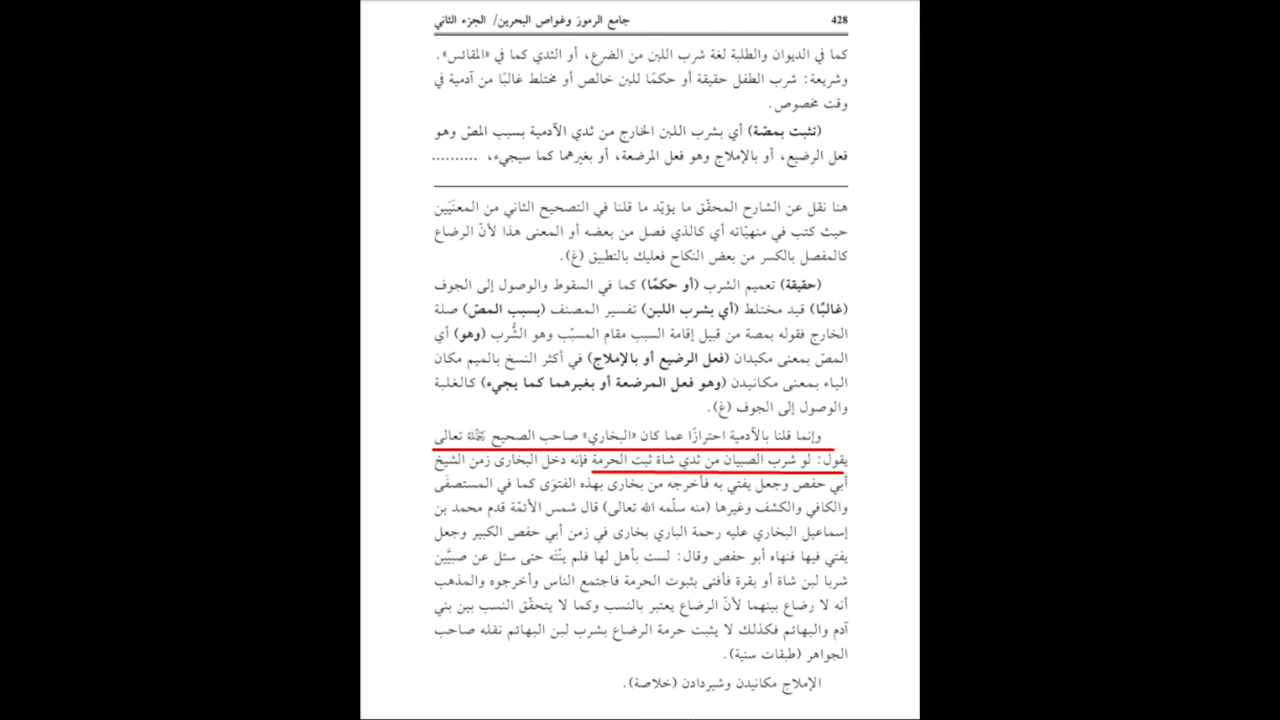 428 جامع الرموز وغواص البحرين/ الجزء الثاني
كما في الديوان والطلبة لغة شرب اللبن من الضرع، أو الثدي كما في «المقائس».
وشريعة: شرب الطفل حقيقة أو حكمًا للبن خالص أو مختلط غالبًا من آدمية في
وقت مخصوص.
(تثبت بمصّة) أي بشرب اللبن الخارج من ثدي الآدمية بسبب المصّ وهو
فعل الرضيع، أو بالإملاج وهو فعل المرضعة، أو بغيرهما كما سيجيء، ..........
هنا نقل عن الشارح المحقّق ما يؤيّد ما قلنا في التصحيح الثاني من المعنَيَين
حيث كتب في منهيّاته أي كالذي فصل من بعضه أو المعنى هذا لأنّ الرضاع
كالمفصل بالكسر من بعض النكاح فعليك بالتطبيق (غ).
(حقيقة) تعميم الشرب (أو حكمًا) كما في السقوط والوصول إلى الجوف
(غالبًا) قيد مختلط (أي بشرب اللبن) تفسير المصنف (بسبب المصّ) صلة
الخارج فقوله بمصة من قبيل إقامة السبب مقام المسبّب وهو الشُّرب (وهو) أي
المصّ بمعنى مكيدان (فعل الرضيع أو بالإملاج) في أكثر النسخ بالميم مكان
الياء بمعنى مكانيدن (وهو فعل المرضعة أو بغيرهما كما يجيء) كالغلبة
والوصول إلى الجوف (غ).
وإنما قلنا بالآدمية احترازًا عما كان «البخاري» صاحب الصحيح ﷺ تعالى
يقول: لو شرب الصبيان من ثدي شاة ثبت الحرمة فإنه دخل البخارى زمن الشيخ
أبي حفص وجعل يفتي به فأخرجه من بخارى بهذه الفتوَى كما في المستصفَى
والكافي والكشف وغيرها (منه سلّمه الله تعالى) قال شمس الأئمّة قدم محمد بن
إسماعيل البخاري عليه رحمة الباري بخارى في زمن أبي حفص الكبير وجعل
يفتي فيها فنهاه أبو حفص وقال: لست بأهل لها فلم ينْتَه حتى سئل عن صبيَّين
شربا لبن شاة أو بقرة فأفتى بثبوت الحرمة فاجتمع الناس وأخرجوه والمذهب
أنه لا رضاع بينهما لأنّ الرضاع يعتبر بالنسب وكما لا يتحقّق النسب بين بني
آدم والبهائم فكذلك لا يثبت حرمة الرضاع بشرب لبن البهائم نقله صاحب
الجواهر (طبقات سنية).
الإملاج مكانيدن وشيردادن (خلاصة).